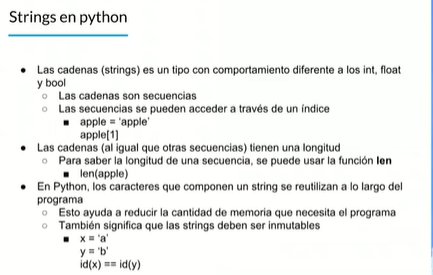 Strings en python
● Las cadenas (strings) es un tipo con comportamiento diferente a los int, float
y bool
○ Las cadenas son secuencias
○ Las secuencias se pueden acceder a través de un índice
■ apple = 'apple'
apple[1]
● Las cadenas (al igual que otras secuencias) tienen una longitud
○ Para saber la longitud de una secuencia, se puede usar la función len
■ len(apple)
● En Python, los caracteres que componen un string se reutilizan a lo largo del
programa
○ Esto ayuda a reducir la cantidad de memoria que necesita el programa
○ También significa que las strings deben ser inmutables
■ x = 'a'
y = 'b'
id(x) == id(y)